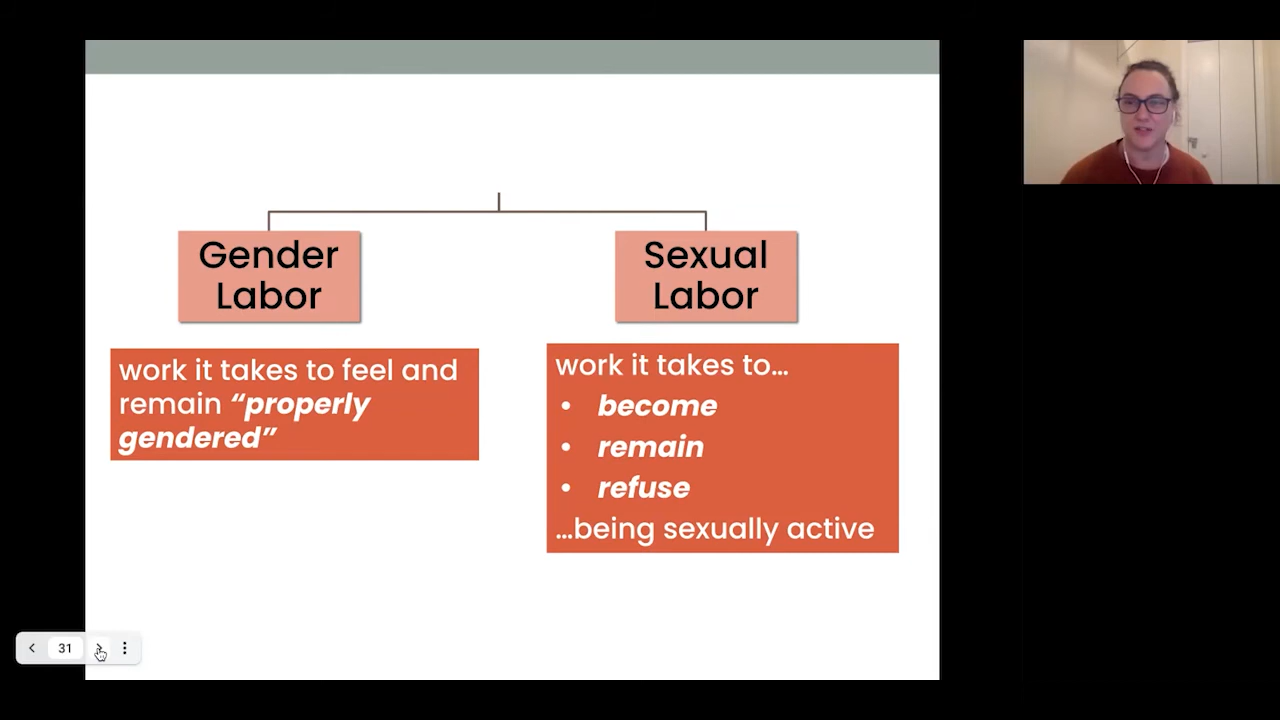 Gender
Labor
Sexual
Labor
work it takes to feel and
remain “properly
gendered”
work it takes to…
• become
• remain
• refuse
…being sexually active
31